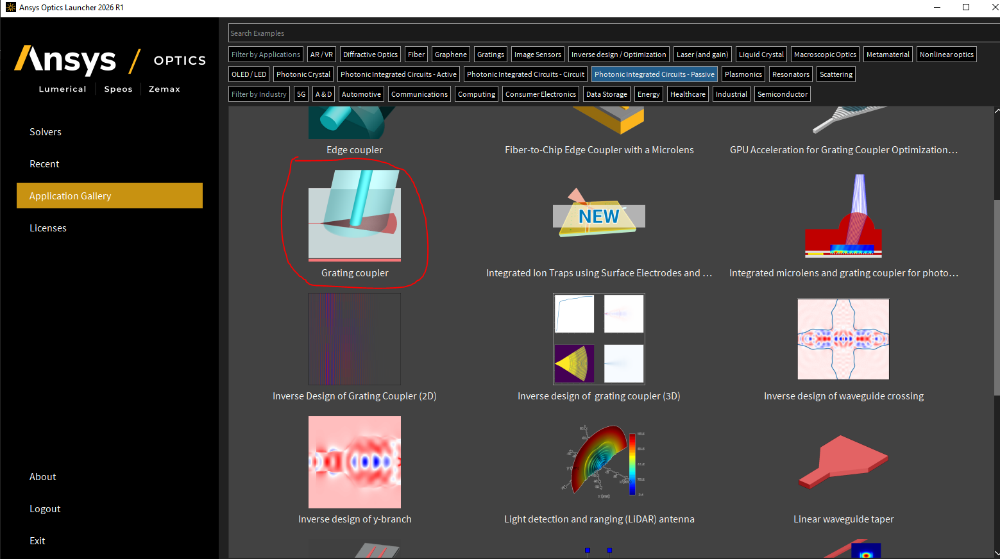 Ansys Optics Launcher 2026 R1
Ansys / OPTICS
Lumerical | Speos | Zemax
Solvers
Recent
Application Gallery
Licenses
About
Logout
Exit
Search Examples
Filter by Applications AR / VR Diffractive Optics Fiber Graphene Gratings Image Sensors Inverse design / Optimization Laser (and gain) Liquid Crystal Macroscopic Optics Metamaterial Nonlinear optics
OLED / LED Photonic Crystal Photonic Integrated Circuits - Active Photonic Integrated Circuits - Circuit Photonic Integrated Circuits - Passive Plasmonics Resonators Scattering
Filter by Industry 5G A & D Automotive Communications Computing Consumer Electronics Data Storage Energy Healthcare Industrial Semiconductor
Edge coupler
Fiber-to-Chip Edge Coupler with a Microlens
GPU Acceleration for Grating Coupler Optimization…
NEW
Grating coupler
Integrated Ion Traps using Surface Electrodes and …
Integrated microlens and grating coupler for photo…
Inverse Design of Grating Coupler (2D)
Inverse design of grating coupler (3D)
Inverse design of waveguide crossing
Inverse design of y-branch
Light detection and ranging (LiDAR) antenna
Linear waveguide taper